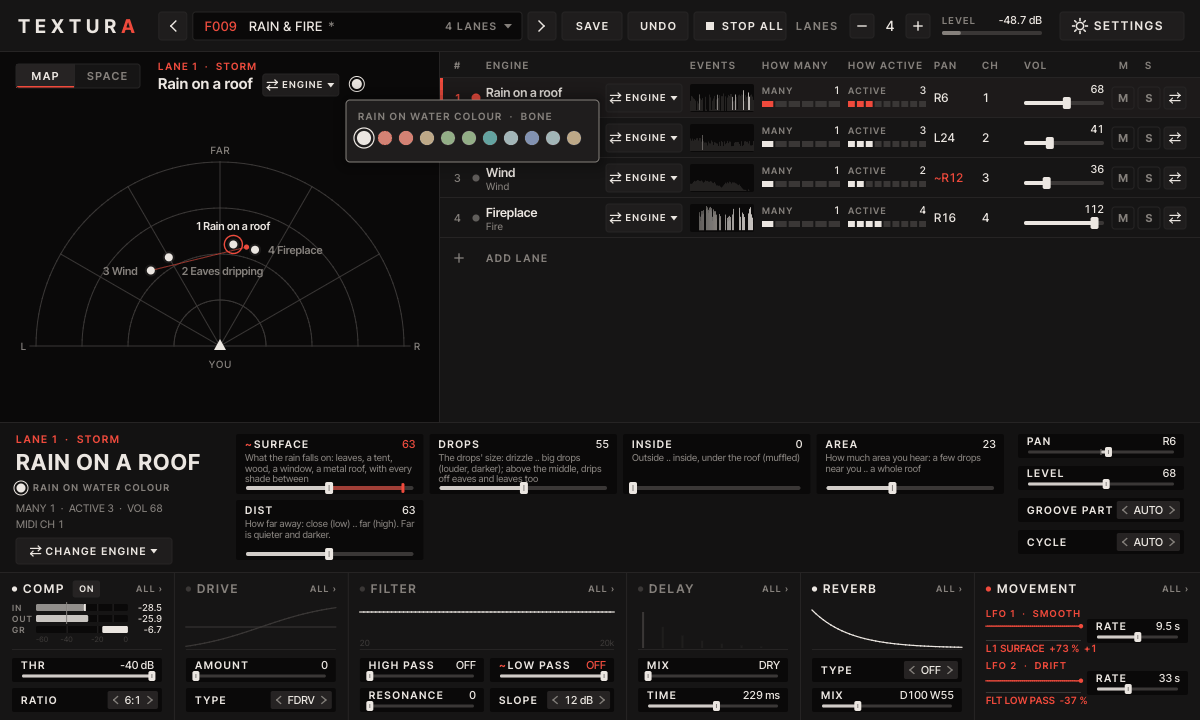 TEXTURA
F009 RAIN & FIRE * 4 LANES
SAVE
UNDO
STOP ALL
LANES
4
LEVEL -48.7 dB
SETTINGS
MAP
SPACE
LANE 1 · STORM
Rain on a roof
ENGINE
RAIN ON WATER COLOUR · BONE
FAR
1 Rain on a roof
4 Fireplace
3 Wind
2 Eaves dripping
L
R
YOU
# ENGINE EVENTS HOW MANY HOW ACTIVE PAN CH VOL M S
1 Rain on a roof ENGINE MANY 1 ACTIVE 3 R6 1 68 M S
ENGINE MANY 1 ACTIVE 3 L24 2 41 M S
3 Wind ENGINE MANY 1 ACTIVE 2 ~R12 3 36 M S
Wind
4 Fireplace ENGINE MANY 1 ACTIVE 4 R16 4 112 M S
Fire
+ ADD LANE
LANE 1 · STORM
RAIN ON A ROOF
RAIN ON WATER COLOUR
MANY 1 · ACTIVE 3 · VOL 68
MIDI CH 1
CHANGE ENGINE
~SURFACE 63
What the rain falls on: leaves, a tent,
wood, a window, a metal roof, with every
shade between
DROPS 55
The drops' size: drizzle .. big drops
(louder, darker); above the middle, drips
off eaves and leaves too
INSIDE 0
Outside .. inside, under the roof (muffled)
AREA 23
How much area you hear: a few drops
near you .. a whole roof
DIST 63
How far away: close (low) .. far (high). Far
is quieter and darker.
PAN R6
LEVEL 68
GROOVE PART AUTO
CYCLE AUTO
COMP ON ALL ›
IN -28.5
OUT -25.9
GR -6.7
-60 -40 -20 0
THR -40 dB
RATIO 6:1
DRIVE ALL ›
AMOUNT 0
TYPE FDRV
FILTER ALL ›
20 20k
HIGH PASS OFF
~LOW PASS OFF
RESONANCE 0
SLOPE 12 dB
DELAY ALL ›
MIX DRY
TIME 229 ms
REVERB ALL ›
TYPE OFF
MIX D100 W55
MOVEMENT ALL ›
LFO 1 · SMOOTH
RATE 9.5 s
L1 SURFACE +73 % +1
LFO 2 · DRIFT
RATE 33 s
FLT LOW PASS -37 %